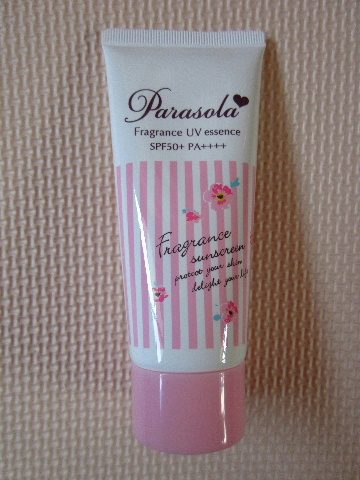 Parasola
Fragrance UV essence
SPF50+ PA++++
Fragrance
sunscreen
protect your skin
delight your life